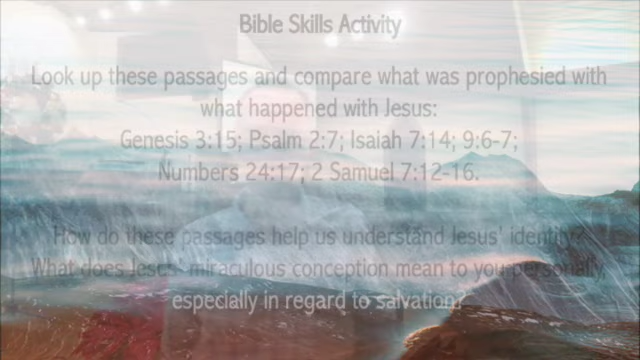 Bible Skills Activity
Look up these passages and compare what was prophesied with
what happened with Jesus:
Genesis 3:15; Psalm 2:7; Isaiah 7:14; 9:6-7;
Numbers 24:17; 2 Samuel 7:12-16.
How do these passages help us understand Jesus' identity?
What does Jesus' miraculous conception mean to you personally
especially in regard to salvation?